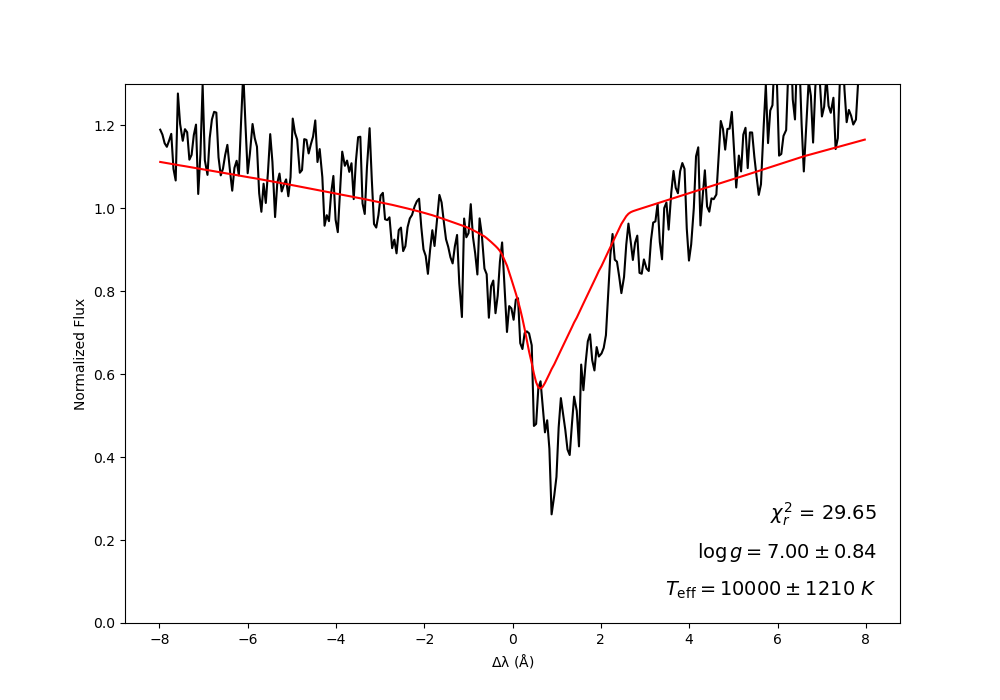 1.2
1.0
0.8
0.6
0.4
0.2
0.0
Normalized Flux
χ²ᵣ = 29.65
log g = 7.00 ± 0.84
T_eff = 10000 ± 1210 K
−8 −6 −4 −2 0 2 4 6 8
Δλ (Å)